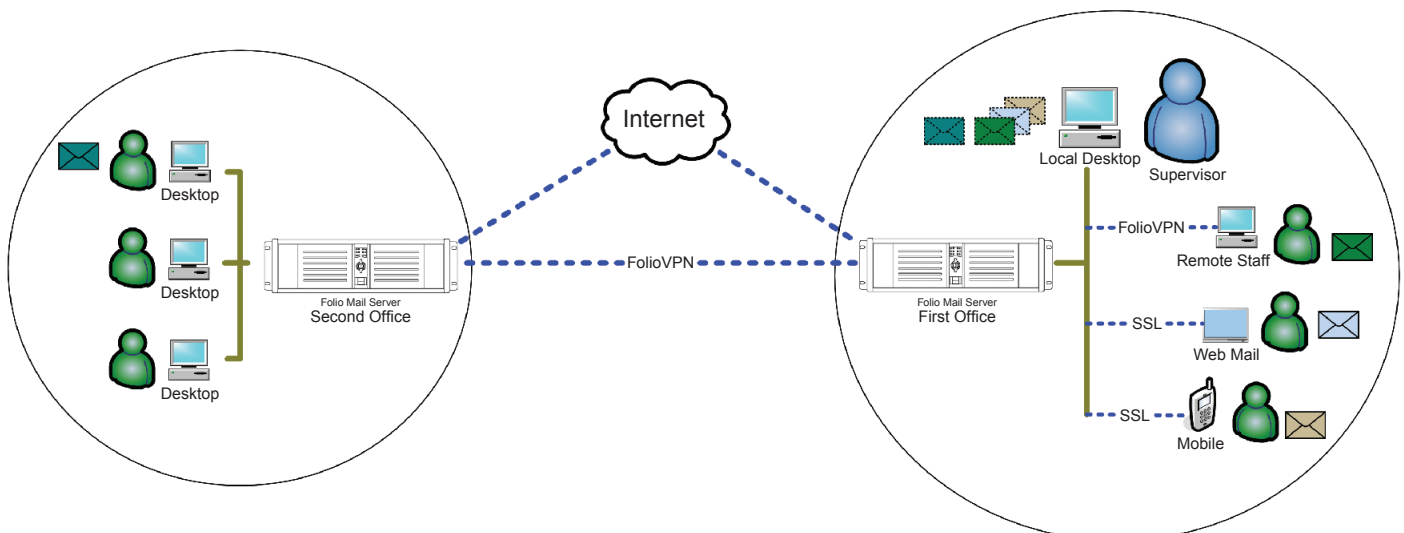 Internet
Local Desktop
Supervisor
Desktop
Desktop
Desktop
Folio Mail Server
Second Office
FolioVPN
Folio Mail Server
First Office
FolioVPN
Remote Staff
SSL
Web Mail
SSL
Mobile